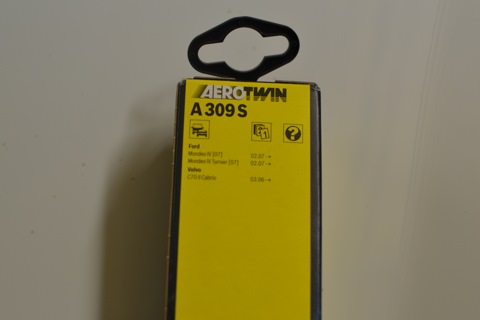 AEROTWIN
A 309 S
Ford
Mondeo IV [07] 02.07→
Mondeo IV Turnier [07] 02.07→
Volvo
C70 II Cabrio 03.06→